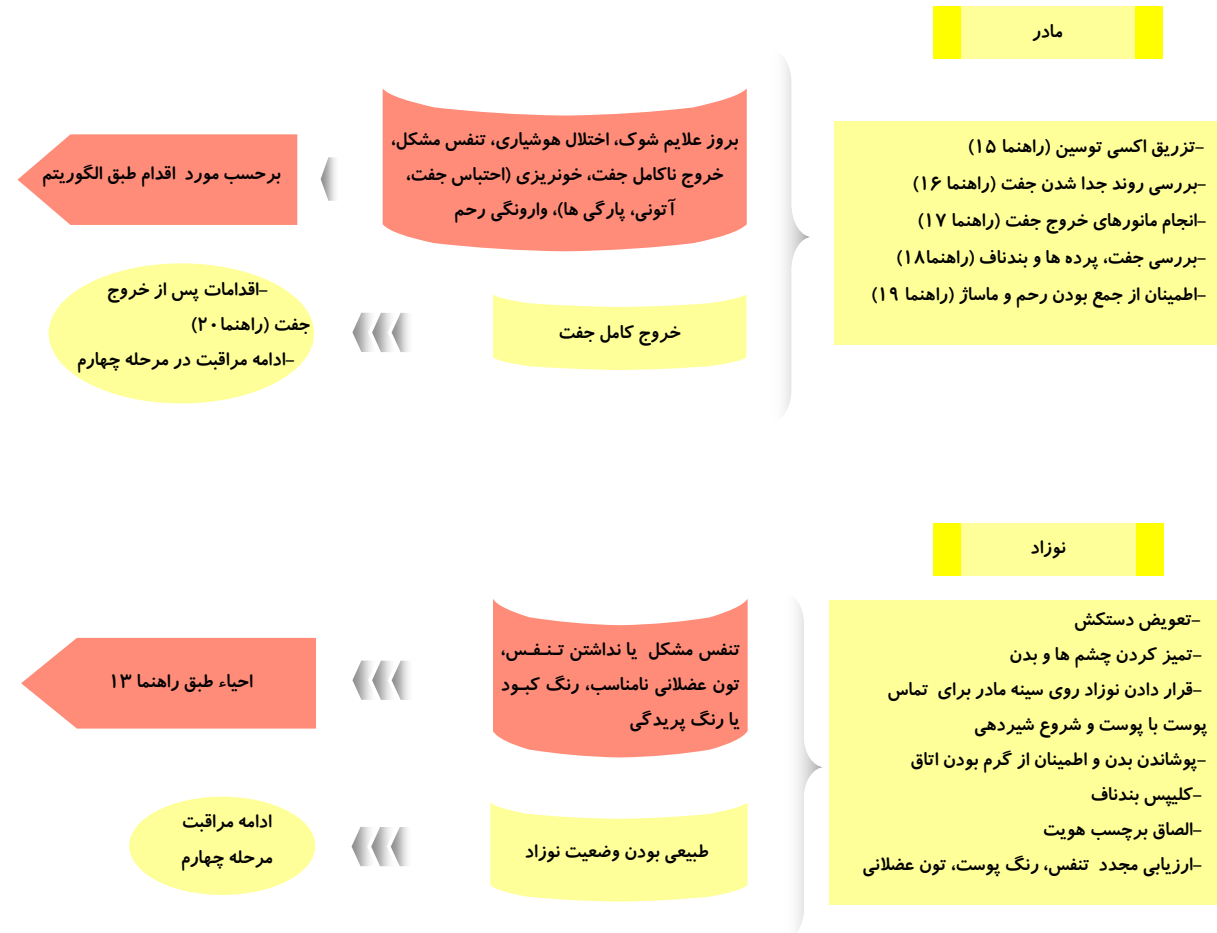 مادر
-تزریق اکسی توسین (راهنما ۱۵)
-بررسی روند جدا شدن جفت (راهنما ۱۶)
-انجام مانورهای خروج جفت (راهنما ۱۷)
-بررسی جفت، پرده ها و بندناف (راهنما۱۸)
-اطمینان از جمع بودن رحم و ماساژ (راهنما ۱۹)
بروز علایم شوک، اختلال هوشیاری، تنفس مشکل،
خروج ناکامل جفت، خونریزی (احتباس جفت،
آتونی، پارگی ها)، وارونگی رحم
برحسب مورد اقدام طبق الگوریتم
خروج کامل جفت
-اقدامات پس از خروج
جفت (راهنما۲۰)
-ادامه مراقبت در مرحله چهارم
نوزاد
-تعویض دستکش
-تمیز کردن چشم ها و بدن
-قرار دادن نوزاد روی سینه مادر برای تماس
پوست با پوست و شروع شیردهی
-پوشاندن بدن و اطمینان از گرم بودن اتاق
-کلیپس بندناف
-الصاق برچسب هویت
-ارزیابی مجدد تنفس، رنگ پوست، تون عضلانی
تنفس مشکل یا نداشتن تـنـفـس،
تون عضلانی نامناسب، رنگ کبـود
یا رنگ پریدگی
احیاء طبق راهنما ۱۳
طبیعی بودن وضعیت نوزاد
ادامه مراقبت
مرحله چهارم